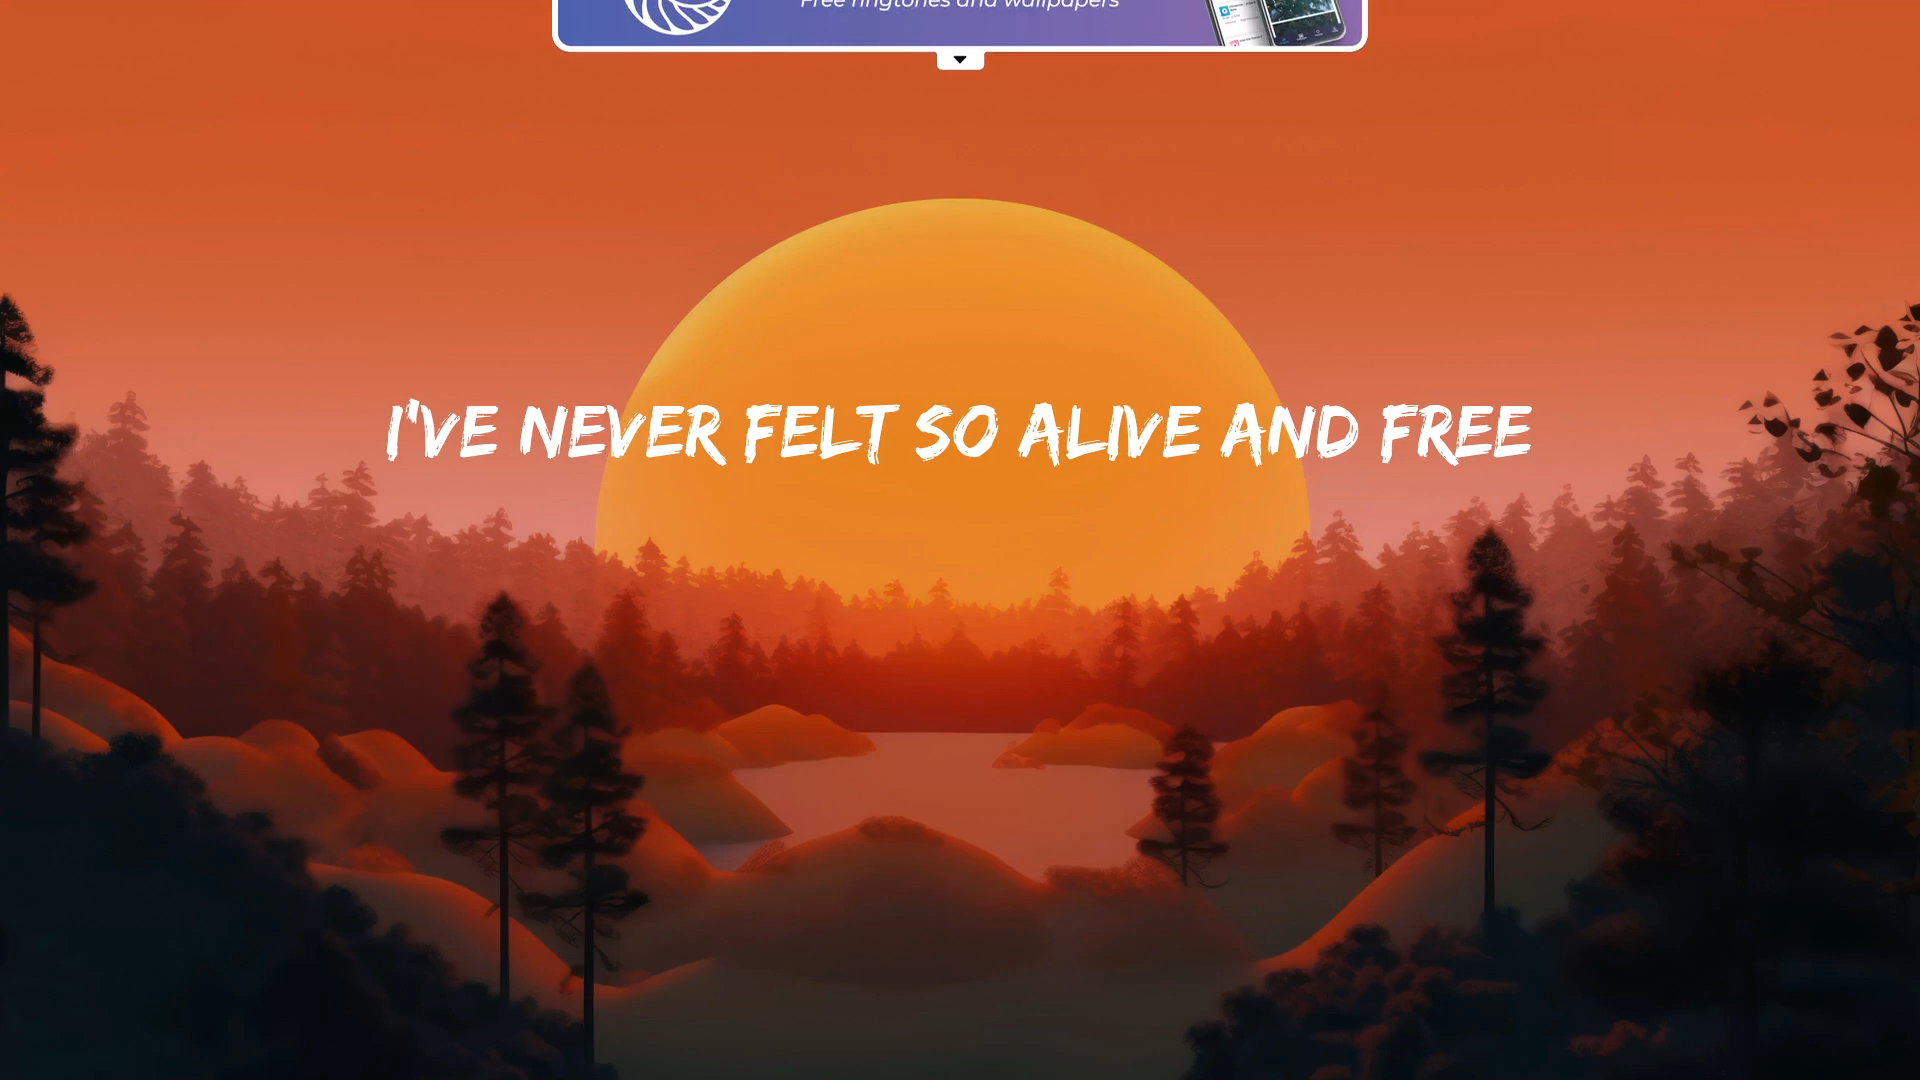 Free ringtones and wallpapers
I'VE NEVER FELT SO ALIVE AND FREE